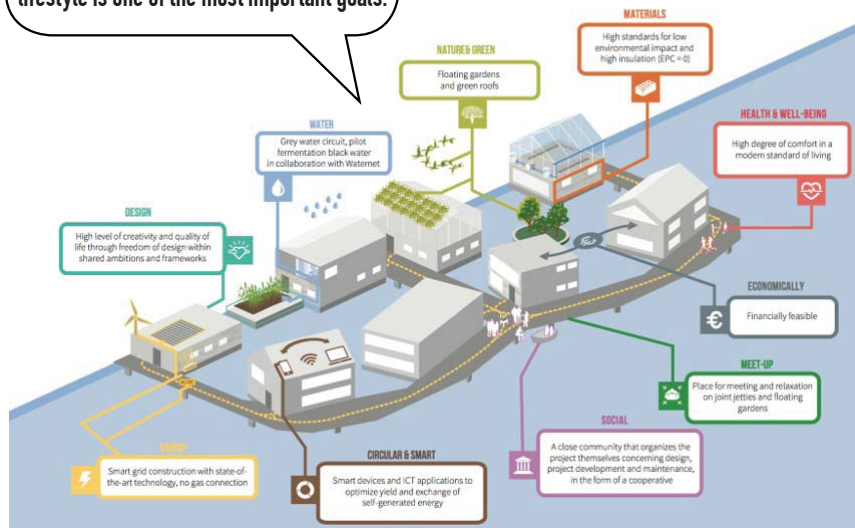 lifestyle is one of the most important goals.
MATERIALS
High standards for low
environmental impact and
high insulation (EPC = 0)
NATURE& GREEN
Floating gardens
and green roofs
HEALTH & WELL-BEING
High degree of comfort in a
modern standard of living
WATER
Grey water circuit, pilot
fermentation black water
in collaboration with Waternet
DESIGN
High level of creativity and quality of
life through freedom of design within
shared ambitions and frameworks
ECONOMICALLY
€
Financially feasible
MEET-UP
Place for meeting and relaxation
on joint jetties and floating
gardens
SOCIAL
A close community that organizes the
project themselves concerning design,
project development and maintenance,
in the form of a cooperative
CIRCULAR & SMART
Smart devices and ICT applications to
optimize yield and exchange of
self-generated energy
ENERGY
Smart grid construction with state-of-
the-art technology, no gas connection